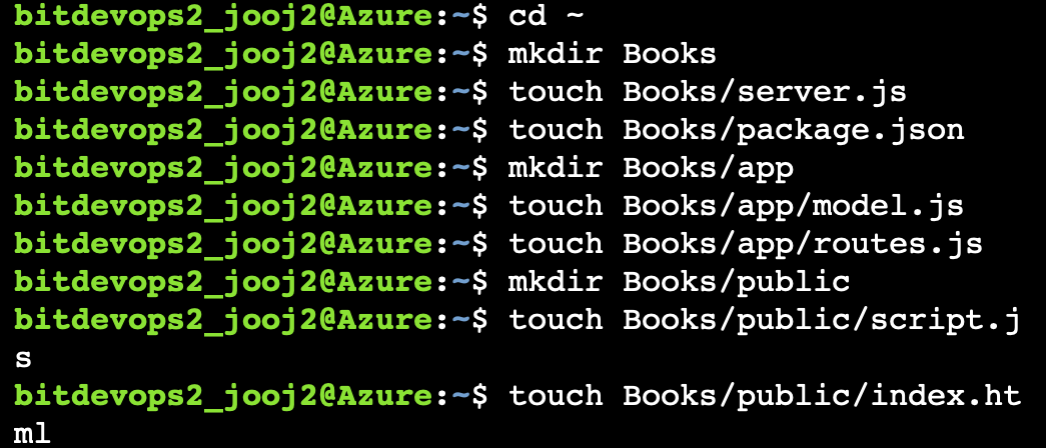 bitdevops2_jooj2@Azure:~$ cd ~
bitdevops2_jooj2@Azure:~$ mkdir Books
bitdevops2_jooj2@Azure:~$ touch Books/server.js
bitdevops2_jooj2@Azure:~$ touch Books/package.json
bitdevops2_jooj2@Azure:~$ mkdir Books/app
bitdevops2_jooj2@Azure:~$ touch Books/app/model.js
bitdevops2_jooj2@Azure:~$ touch Books/app/routes.js
bitdevops2_jooj2@Azure:~$ mkdir Books/public
bitdevops2_jooj2@Azure:~$ touch Books/public/script.j
s
bitdevops2_jooj2@Azure:~$ touch Books/public/index.ht
ml